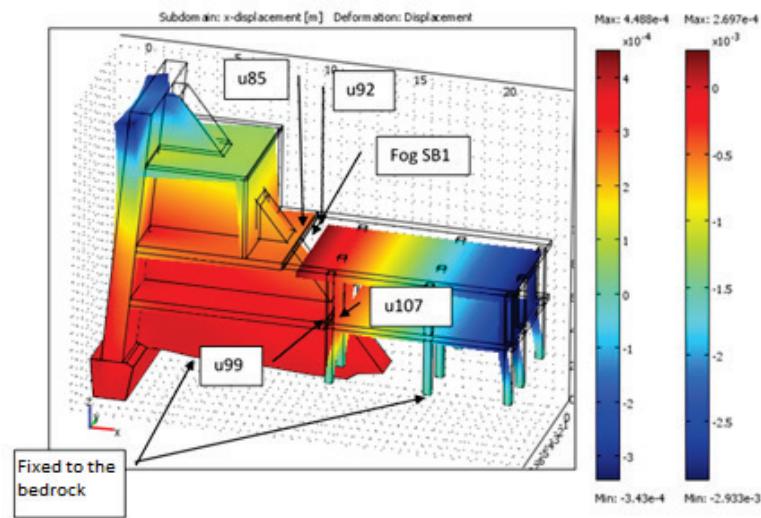 Subdomain: x-displacement [m] Deformation: Displacement
Max: 4.488e-4
Max: 2.697e-4
x10⁻⁴
x10⁻³
0
5
10
15
20
u85
u92
Fog SB1
u107
u99
Fixed to the
bedrock
z
y
x
4
3
2
1
0
-1
-2
-3
0
-0.5
-1
-1.5
-2
-2.5
Min: -3.43e-4
Min: -2.933e-3